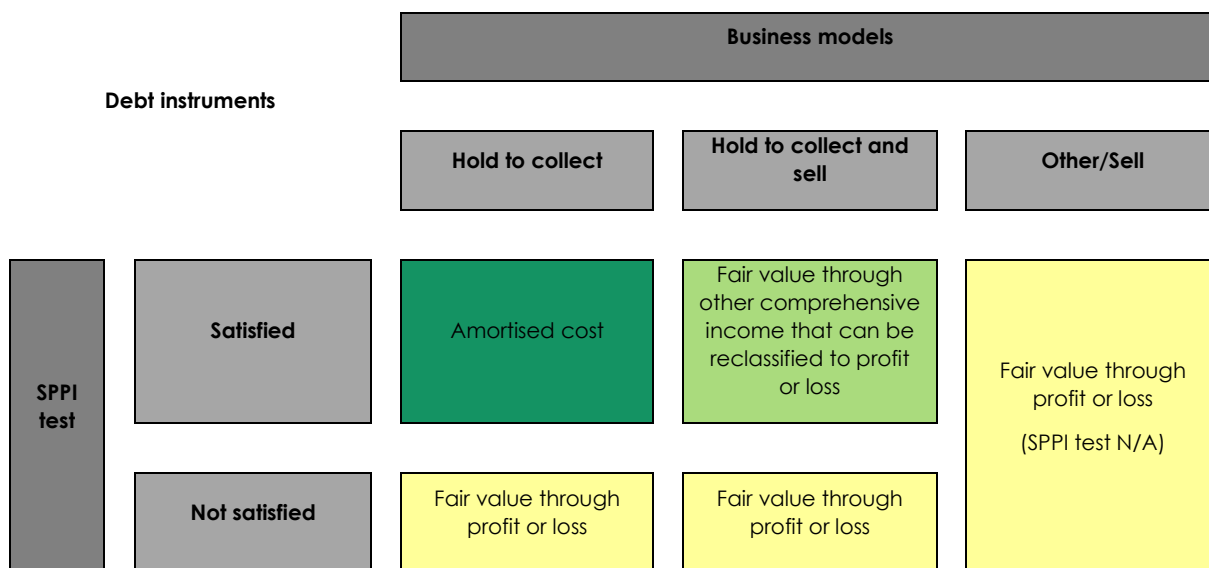 Business models
Debt instruments
Hold to collect
Hold to collect and
sell
Other/Sell
SPPI
test
Satisfied
Amortised cost
Fair value through
other comprehensive
income that can be
reclassified to profit
or loss
Fair value through
profit or loss
(SPPI test N/A)
Not satisfied
Fair value through
profit or loss
Fair value through
profit or loss